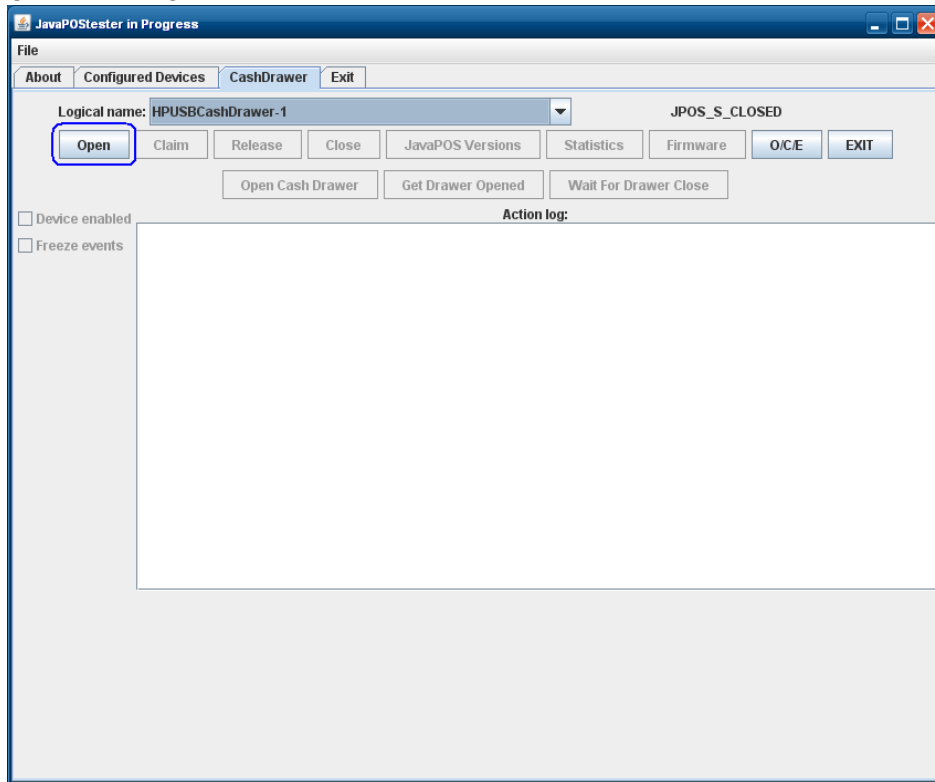 JavaPOStester in Progress
File
About Configured Devices CashDrawer Exit
Logical name: HPUSBCashDrawer-1 JPOS_S_CLOSED
Open Claim Release Close JavaPOS Versions Statistics Firmware O/C/E EXIT
Open Cash Drawer Get Drawer Opened Wait For Drawer Close
Device enabled Action log:
Freeze events